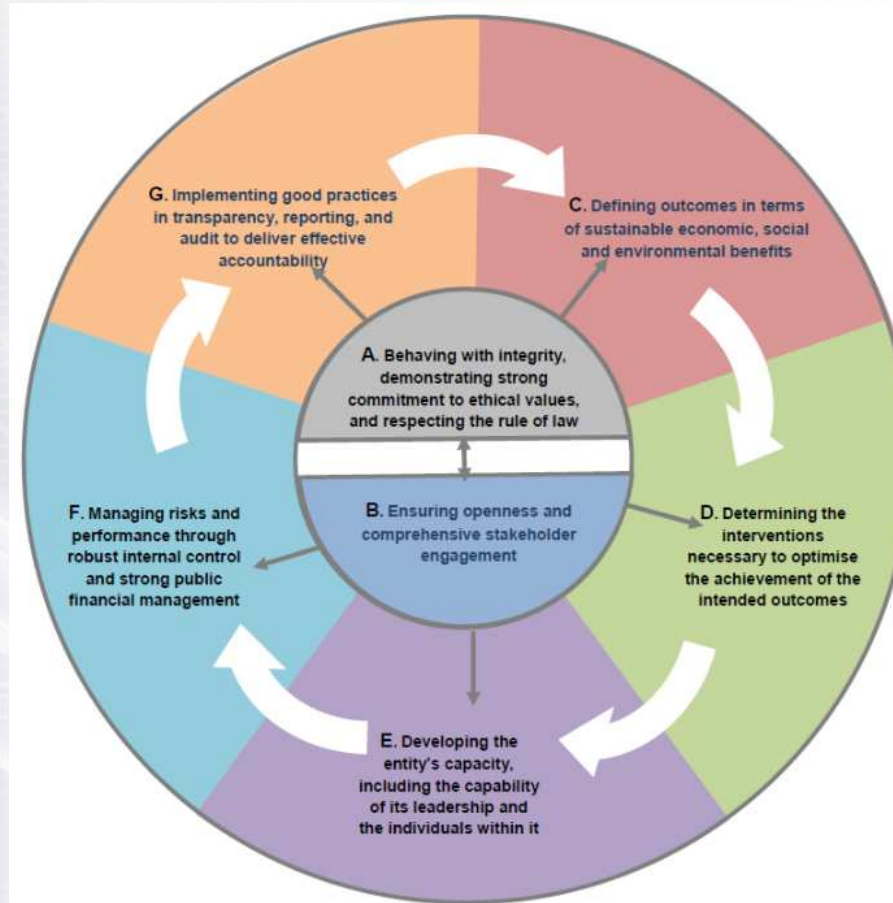 G. Implementing good practices
in transparency, reporting, and
audit to deliver effective
accountability
C. Defining outcomes in terms
of sustainable economic, social
and environmental benefits
A. Behaving with integrity,
demonstrating strong
commitment to ethical values,
and respecting the rule of law
B. Ensuring openness and
comprehensive stakeholder
engagement
D. Determining the
interventions
necessary to optimise
the achievement of the
intended outcomes
E. Developing the
entity's capacity,
including the capability
of its leadership and
the individuals within it
F. Managing risks and
performance through
robust internal control
and strong public
financial management